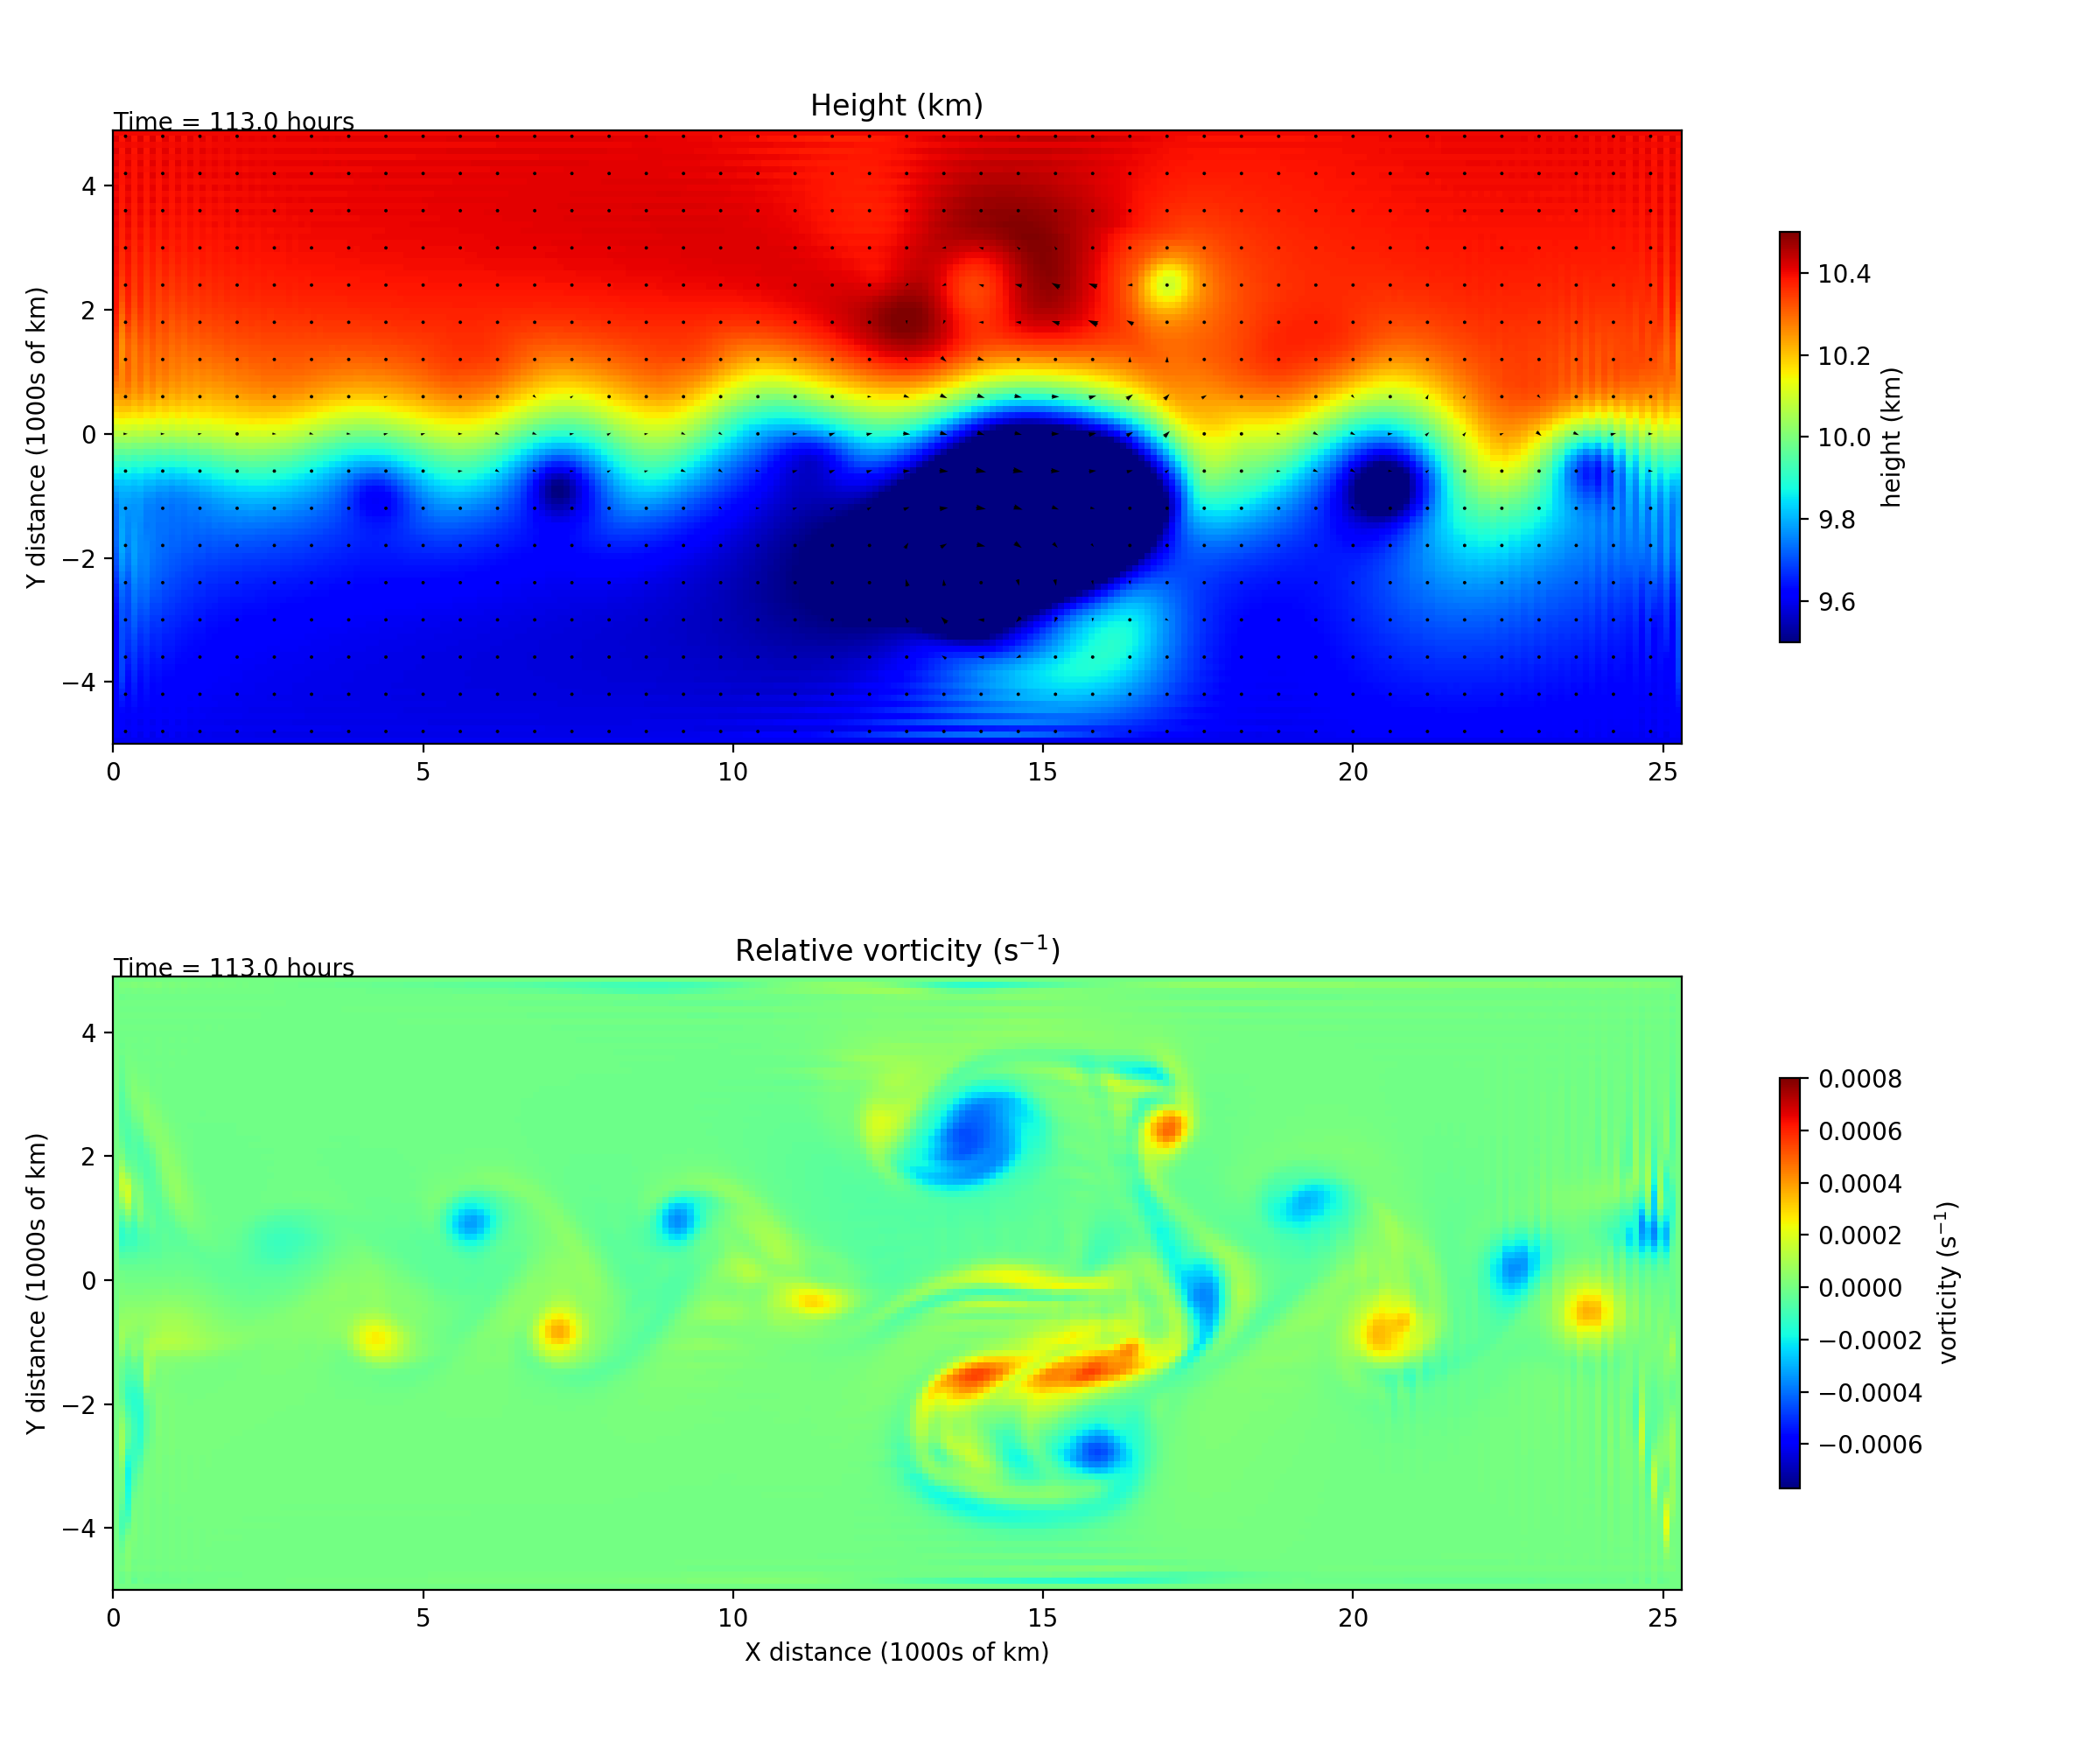 Height (km)
Time = 113.0 hours
4
2
0
−2
−4
Y distance (1000s of km)
0 5 10 15 20 25
10.4
10.2
10.0
9.8
9.6
height (km)
Relative vorticity (s⁻¹)
Time = 113.0 hours
4
2
0
−2
−4
Y distance (1000s of km)
0 5 10 15 20 25
X distance (1000s of km)
0.0008
0.0006
0.0004
0.0002
0.0000
−0.0002
−0.0004
−0.0006
vorticity (s⁻¹)